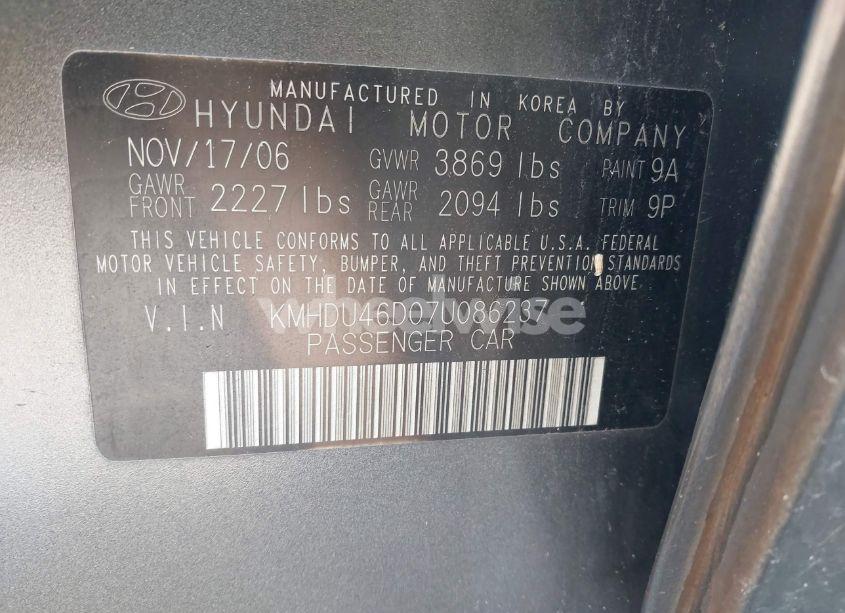 MANUFACTURED IN KOREA BY
HYUNDAI MOTOR COMPANY
NOV/17/06 GVWR 3869 lbs PAINT 9A
GAWR FRONT 2227 lbs GAWR REAR 2094 lbs TRIM 9P
THIS VEHICLE CONFORMS TO ALL APPLICABLE U.S.A. FEDERAL
MOTOR VEHICLE SAFETY, BUMPER, AND THEFT PREVENTION STANDARDS
IN EFFECT ON THE DATE OF MANUFACTURE SHOWN ABOVE
V.I.N KMHDU46D07U086237
wheelwise
PASSENGER CAR